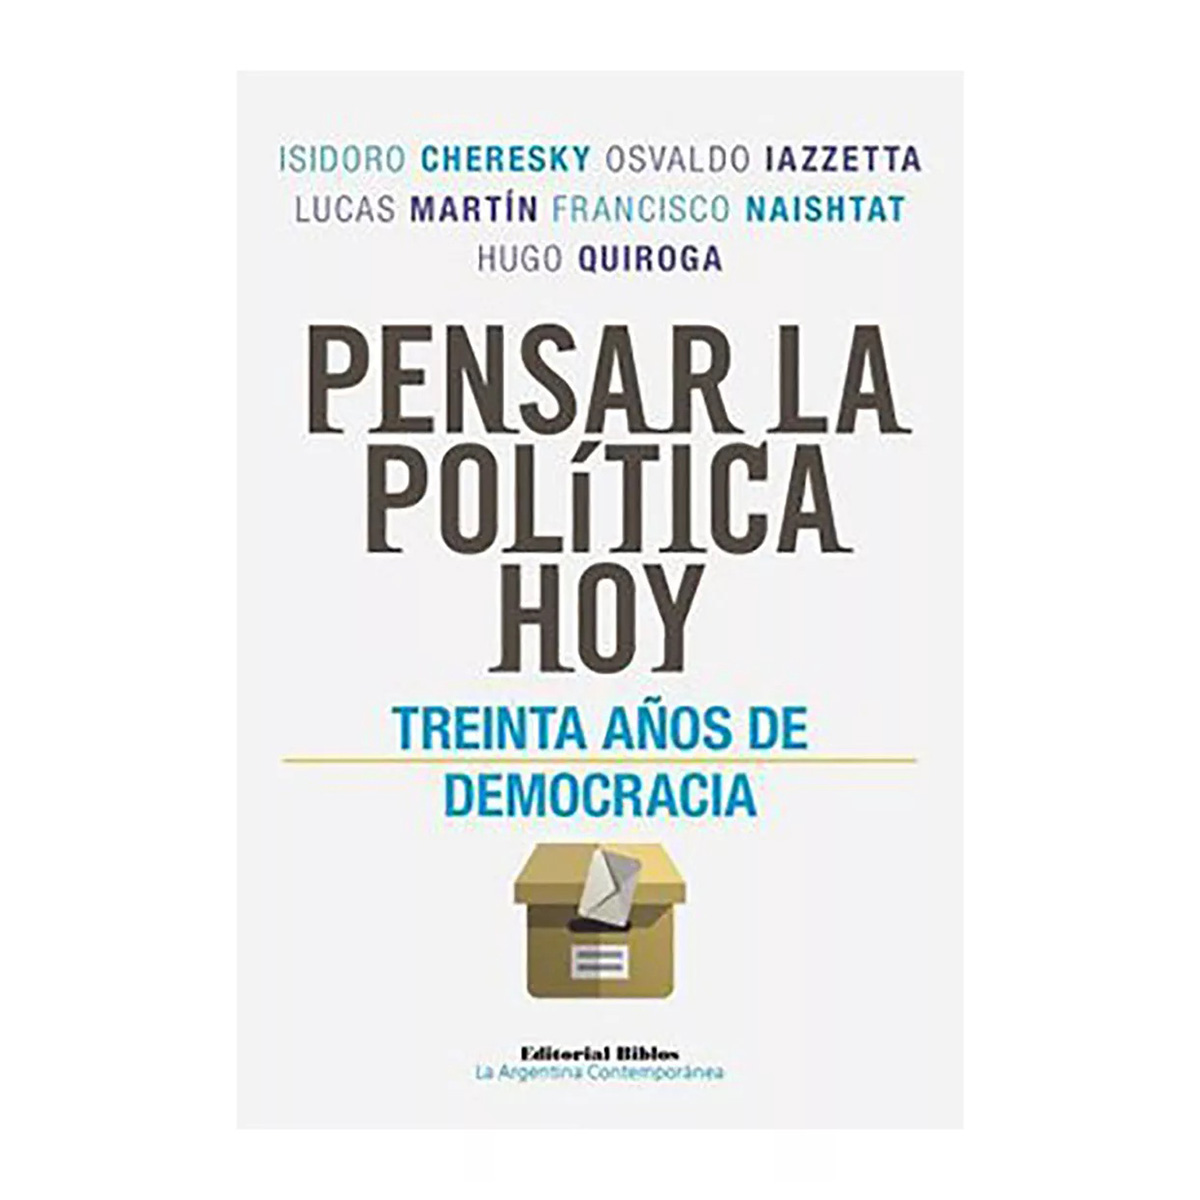 ISIDORO CHERESKY OSVALDO IAZZETTA
LUCAS MARTÍN FRANCISCO NAISHTAT
HUGO QUIROGA
PENSAR LA
POLÍTICA
HOY
TREINTA AÑOS DE
DEMOCRACIA
Editorial Biblos
La Argentina Contemporánea